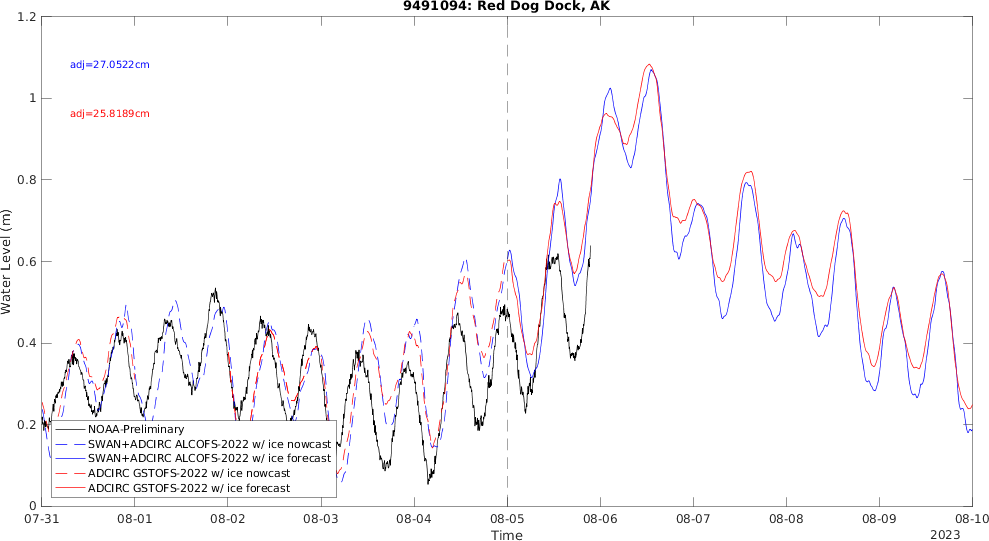 9491094: Red Dog Dock, AK
adj=27.0522cm
adj=25.8189cm
Water Level (m)
1.2
1
0.8
0.6
0.4
0.2
0
NOAA-Preliminary
SWAN+ADCIRC ALCOFS-2022 w/ ice nowcast
SWAN+ADCIRC ALCOFS-2022 w/ ice forecast
ADCIRC GSTOFS-2022 w/ ice nowcast
ADCIRC GSTOFS-2022 w/ ice forecast
07-31 08-01 08-02 08-03 08-04 08-05 08-06 08-07 08-08 08-09 08-10
Time
2023